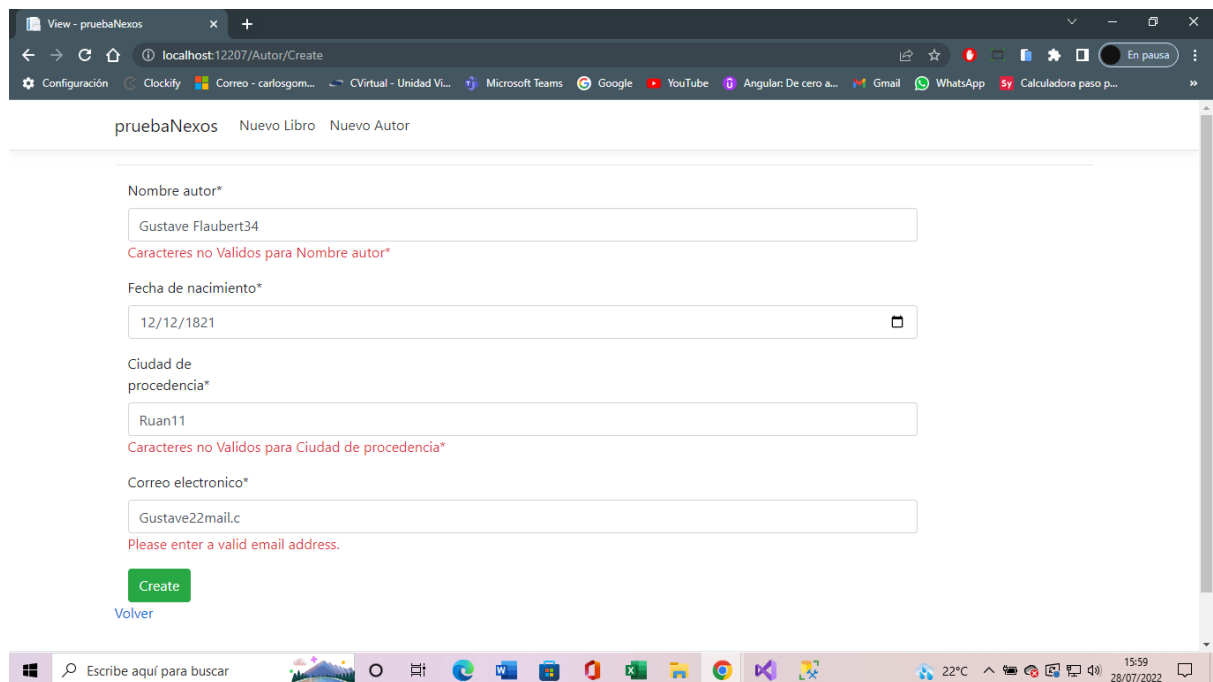 View - pruebaNexos
localhost:12207/Autor/Create
En pausa
Configuración
Clockify
Correo - carlosgom...
CVirtual - Unidad Vi...
Microsoft Teams
Google
YouTube
Angular: De cero a...
Gmail
WhatsApp
Sy Calculadora paso p...
»
pruebaNexos Nuevo Libro Nuevo Autor
Nombre autor*
Gustave Flaubert34
Caracteres no Validos para Nombre autor*
Fecha de nacimiento*
12/12/1821
Ciudad de
procedencia*
Ruan11
Caracteres no Validos para Ciudad de procedencia*
Correo electronico*
Gustave22mail.c
Please enter a valid email address.
Create
Volver
Escribe aquí para buscar
22°C
15:59
28/07/2022